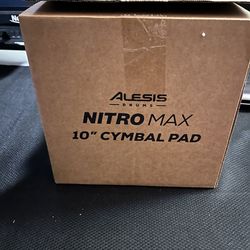 ALESIS
DRUMS
NITRO MAX
10" CYMBAL PAD